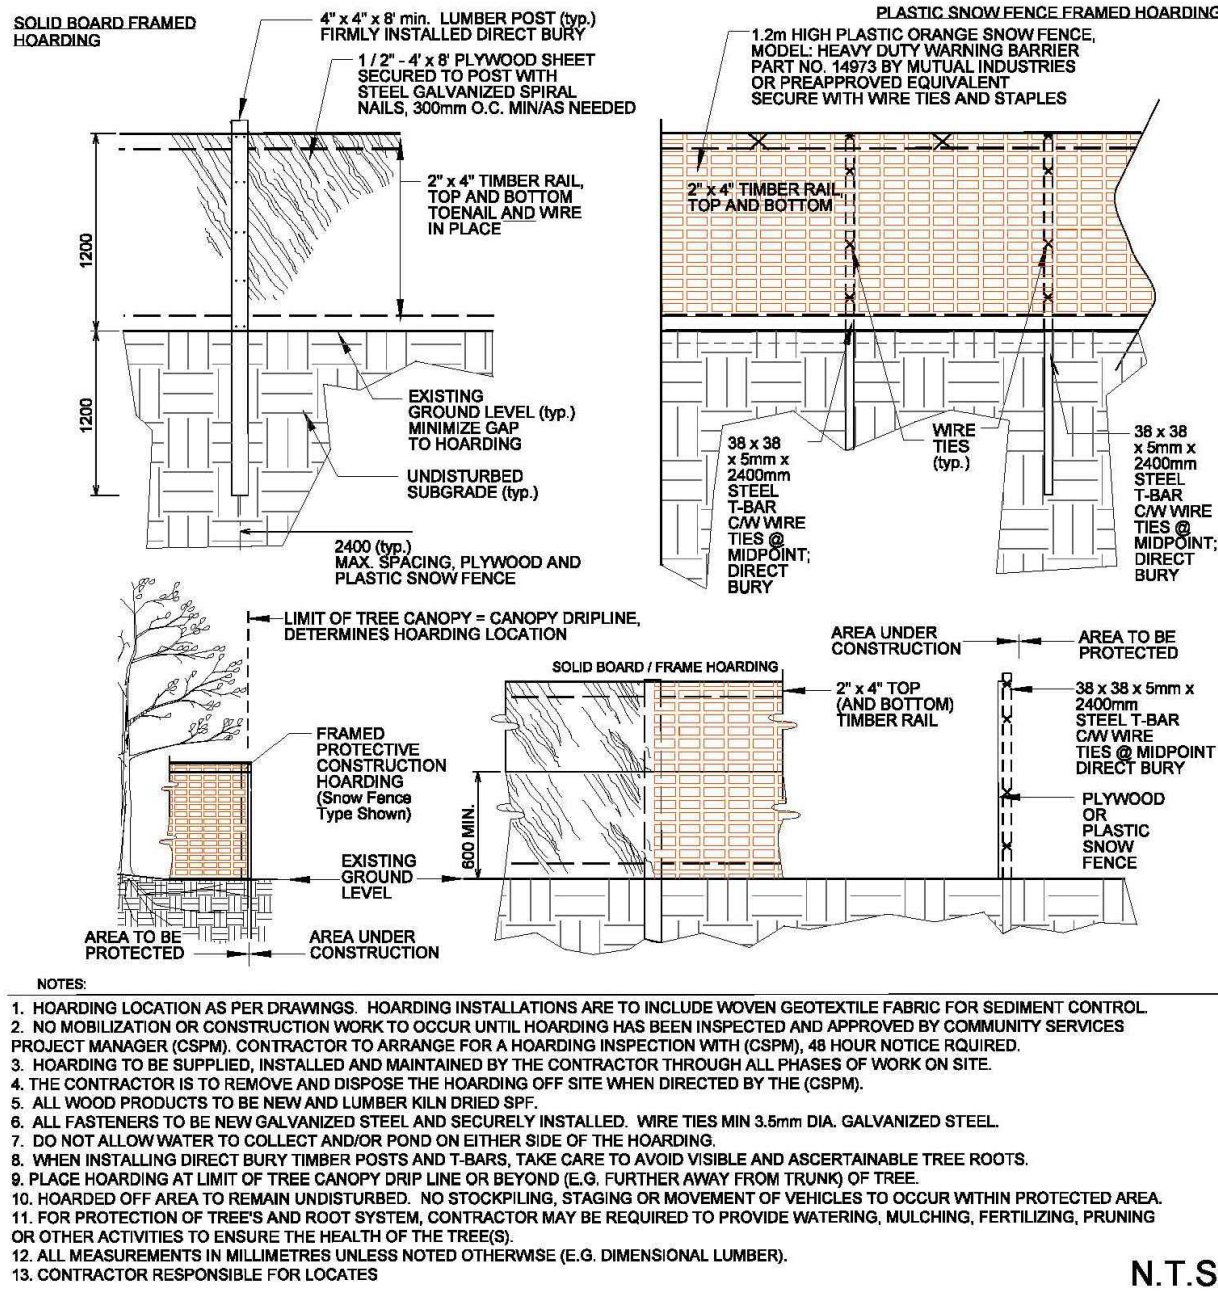 SOLID BOARD FRAMED
HOARDING
4" x 4" x 8' min. LUMBER POST (typ.)
FIRMLY INSTALLED DIRECT BURY
1 / 2" - 4' x 8' PLYWOOD SHEET
SECURED TO POST WITH
STEEL GALVANIZED SPIRAL
NAILS, 300mm O.C. MIN/AS NEEDED
2" x 4" TIMBER RAIL,
TOP AND BOTTOM
TOENAIL AND WIRE
IN PLACE
1200
1200
EXISTING
GROUND LEVEL (typ.)
MINIMIZE GAP
TO HOARDING
UNDISTURBED
SUBGRADE (typ.)
2400 (typ.)
MAX. SPACING, PLYWOOD AND
PLASTIC SNOW FENCE
PLASTIC SNOW FENCE FRAMED HOARDING
1.2m HIGH PLASTIC ORANGE SNOW FENCE,
MODEL: HEAVY DUTY WARNING BARRIER
PART NO. 14973 BY MUTUAL INDUSTRIES
OR PREAPPROVED EQUIVALENT
SECURE WITH WIRE TIES AND STAPLES
2" x 4" TIMBER RAIL,
TOP AND BOTTOM
38 x 38
x 5mm x
2400mm
STEEL
T-BAR
C/W WIRE
TIES @
MIDPOINT;
DIRECT
BURY
WIRE
TIES
(typ.)
38 x 38
x 5mm x
2400mm
STEEL
T-BAR
C/W WIRE
TIES @
MIDPOINT;
DIRECT
BURY
LIMIT OF TREE CANOPY = CANOPY DRIPLINE,
DETERMINES HOARDING LOCATION
FRAMED
PROTECTIVE
CONSTRUCTION
HOARDING
(Snow Fence
Type Shown)
EXISTING
GROUND
LEVEL
AREA TO BE
PROTECTED
AREA UNDER
CONSTRUCTION
SOLID BOARD / FRAME HOARDING
600 MIN.
2" x 4" TOP
(AND BOTTOM)
TIMBER RAIL
AREA UNDER
CONSTRUCTION
AREA TO BE
PROTECTED
38 x 38 x 5mm x
2400mm
STEEL T-BAR
C/W WIRE
TIES @ MIDPOINT
DIRECT BURY
PLYWOOD
OR
PLASTIC
SNOW
FENCE
NOTES:
1. HOARDING LOCATION AS PER DRAWINGS. HOARDING INSTALLATIONS ARE TO INCLUDE WOVEN GEOTEXTILE FABRIC FOR SEDIMENT CONTROL.
2. NO MOBILIZATION OR CONSTRUCTION WORK TO OCCUR UNTIL HOARDING HAS BEEN INSPECTED AND APPROVED BY COMMUNITY SERVICES
PROJECT MANAGER (CSPM). CONTRACTOR TO ARRANGE FOR A HOARDING INSPECTION WITH (CSPM), 48 HOUR NOTICE RQUIRED.
3. HOARDING TO BE SUPPLIED, INSTALLED AND MAINTAINED BY THE CONTRACTOR THROUGH ALL PHASES OF WORK ON SITE.
4. THE CONTRACTOR IS TO REMOVE AND DISPOSE THE HOARDING OFF SITE WHEN DIRECTED BY THE (CSPM).
5. ALL WOOD PRODUCTS TO BE NEW AND LUMBER KILN DRIED SPF.
6. ALL FASTENERS TO BE NEW GALVANIZED STEEL AND SECURELY INSTALLED. WIRE TIES MIN 3.5mm DIA. GALVANIZED STEEL.
7. DO NOT ALLOW WATER TO COLLECT AND/OR POND ON EITHER SIDE OF THE HOARDING.
8. WHEN INSTALLING DIRECT BURY TIMBER POSTS AND T-BARS, TAKE CARE TO AVOID VISIBLE AND ASCERTAINABLE TREE ROOTS.
9. PLACE HOARDING AT LIMIT OF TREE CANOPY DRIP LINE OR BEYOND (E.G. FURTHER AWAY FROM TRUNK) OF TREE.
10. HOARDED OFF AREA TO REMAIN UNDISTURBED. NO STOCKPILING, STAGING OR MOVEMENT OF VEHICLES TO OCCUR WITHIN PROTECTED AREA.
11. FOR PROTECTION OF TREE'S AND ROOT SYSTEM, CONTRACTOR MAY BE REQUIRED TO PROVIDE WATERING, MULCHING, FERTILIZING, PRUNING
OR OTHER ACTIVITIES TO ENSURE THE HEALTH OF THE TREE(S).
12. ALL MEASUREMENTS IN MILLIMETRES UNLESS NOTED OTHERWISE (E.G. DIMENSIONAL LUMBER).
13. CONTRACTOR RESPONSIBLE FOR LOCATES
N.T.S